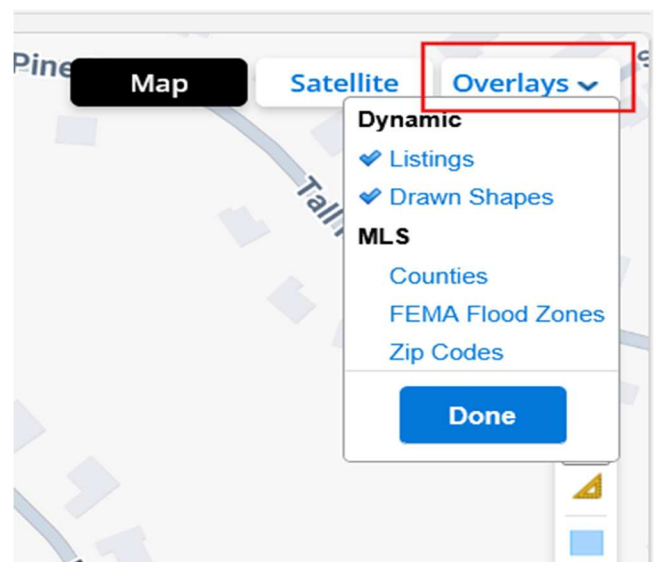 Pine
Map
Satellite
Overlays
Dynamic
Listings
Drawn Shapes
MLS
Counties
FEMA Flood Zones
Zip Codes
Done